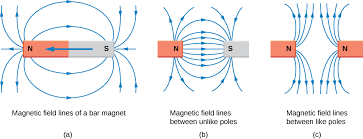 N S
N S
N N
Magnetic field lines of a bar magnet
(a)
Magnetic field lines
between unlike poles
(b)
Magnetic field lines
between like poles
(c)